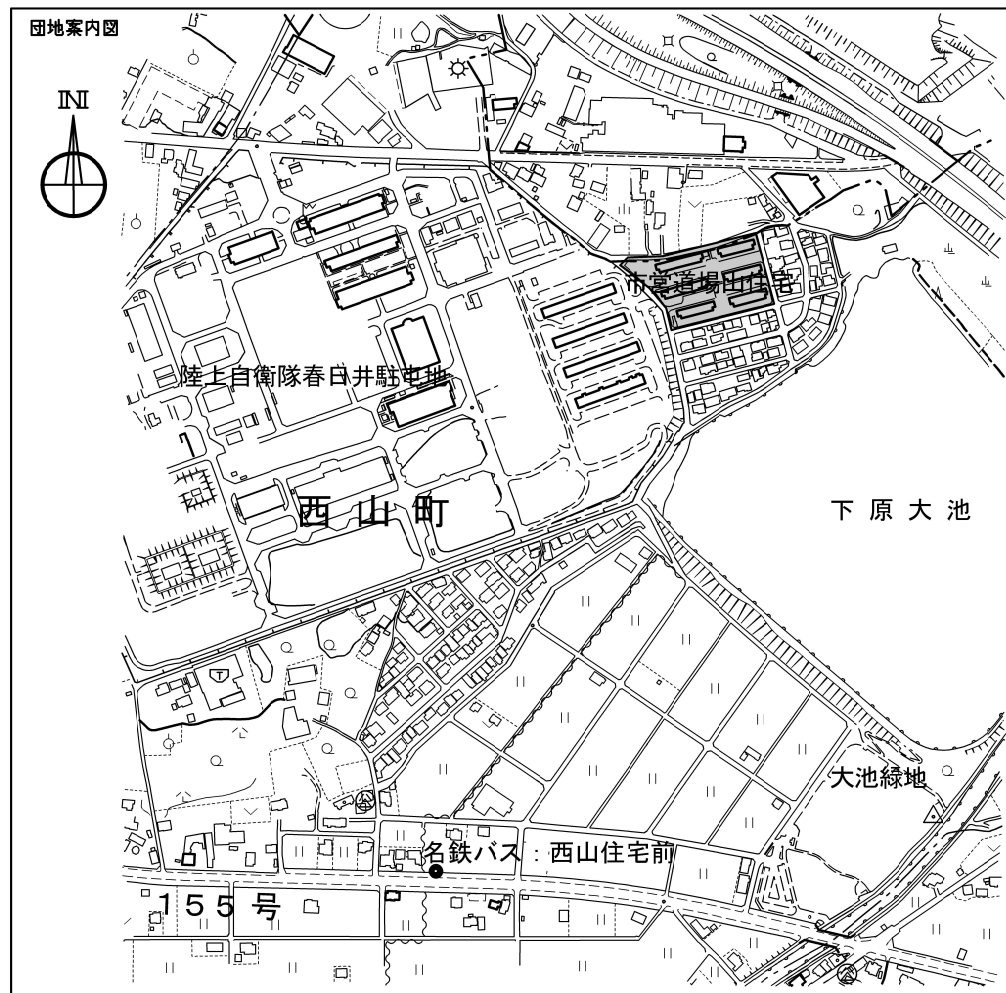 団地案内図
N
市営道場山住宅
陸上自衛隊春日井駐屯地
西山町
下原大池
大池緑地
名鉄バス：西山住宅前
155号